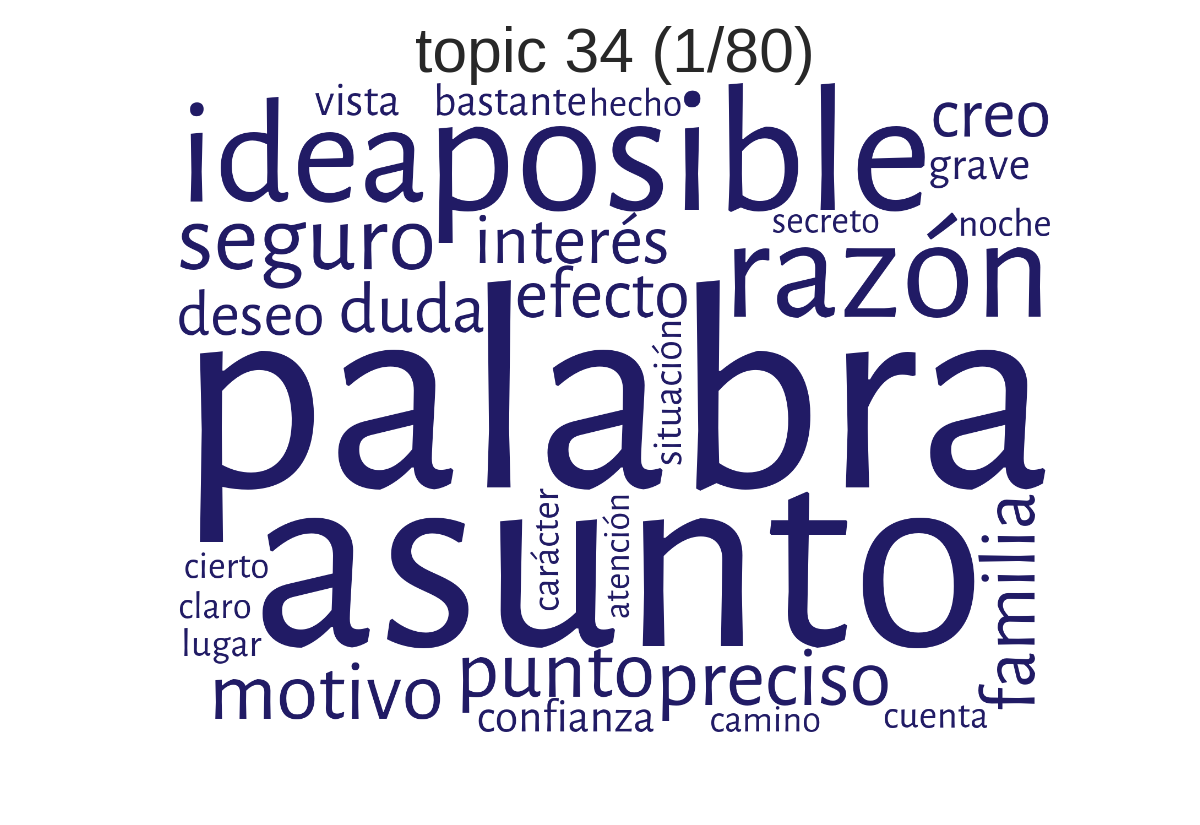 topic 34 (1/80)
vista bastante hecho
idea posible creo
grave
seguro interés secreto noche
razón
deseo duda efecto
palabra
situación
asunto
carácter
atención
familia
cierto
claro
lugar
motivo punto preciso
confianza camino cuenta